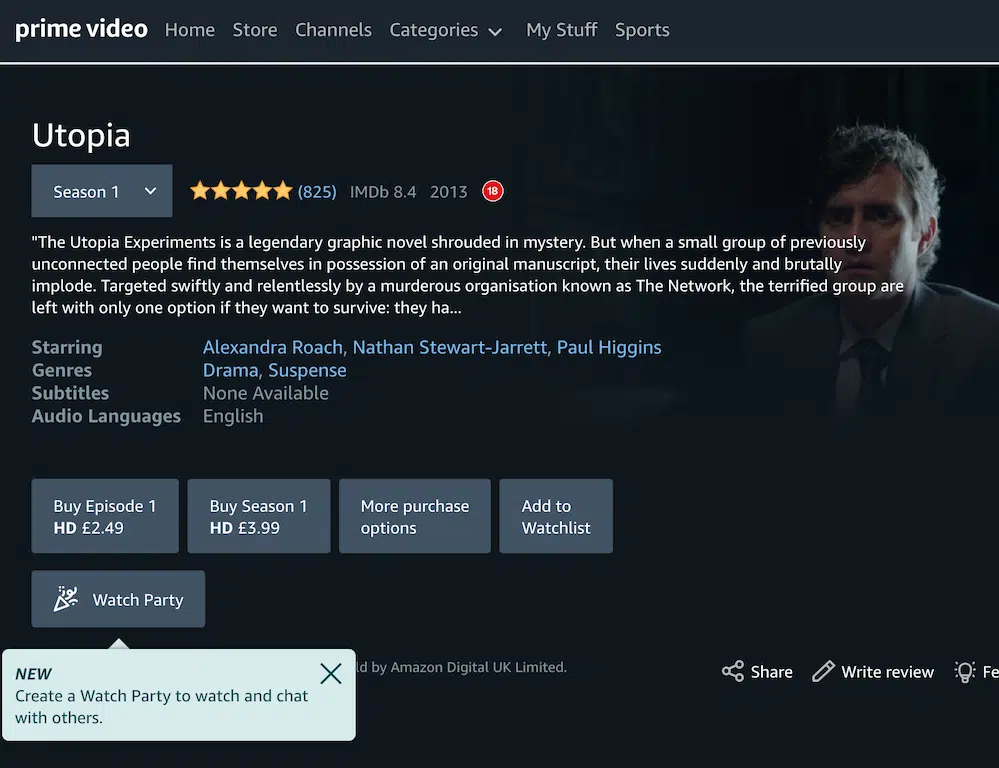 prime video Home Store Channels Categories My Stuff Sports
Utopia
Season 1 (825) IMDb 8.4 2013 18
"The Utopia Experiments is a legendary graphic novel shrouded in mystery. But when a small group of previously
unconnected people find themselves in possession of an original manuscript, their lives suddenly and brutally
implode. Targeted swiftly and relentlessly by a murderous organisation known as The Network, the terrified group are
left with only one option if they want to survive: they ha...
Starring Alexandra Roach, Nathan Stewart-Jarrett, Paul Higgins
Genres Drama, Suspense
Subtitles None Available
Audio Languages English
Buy Episode 1
HD £2.49
Buy Season 1
HD £3.99
More purchase
options
Add to
Watchlist
Watch Party
NEW
Create a Watch Party to watch and chat
with others.
by Amazon Digital UK Limited.
Share Write review